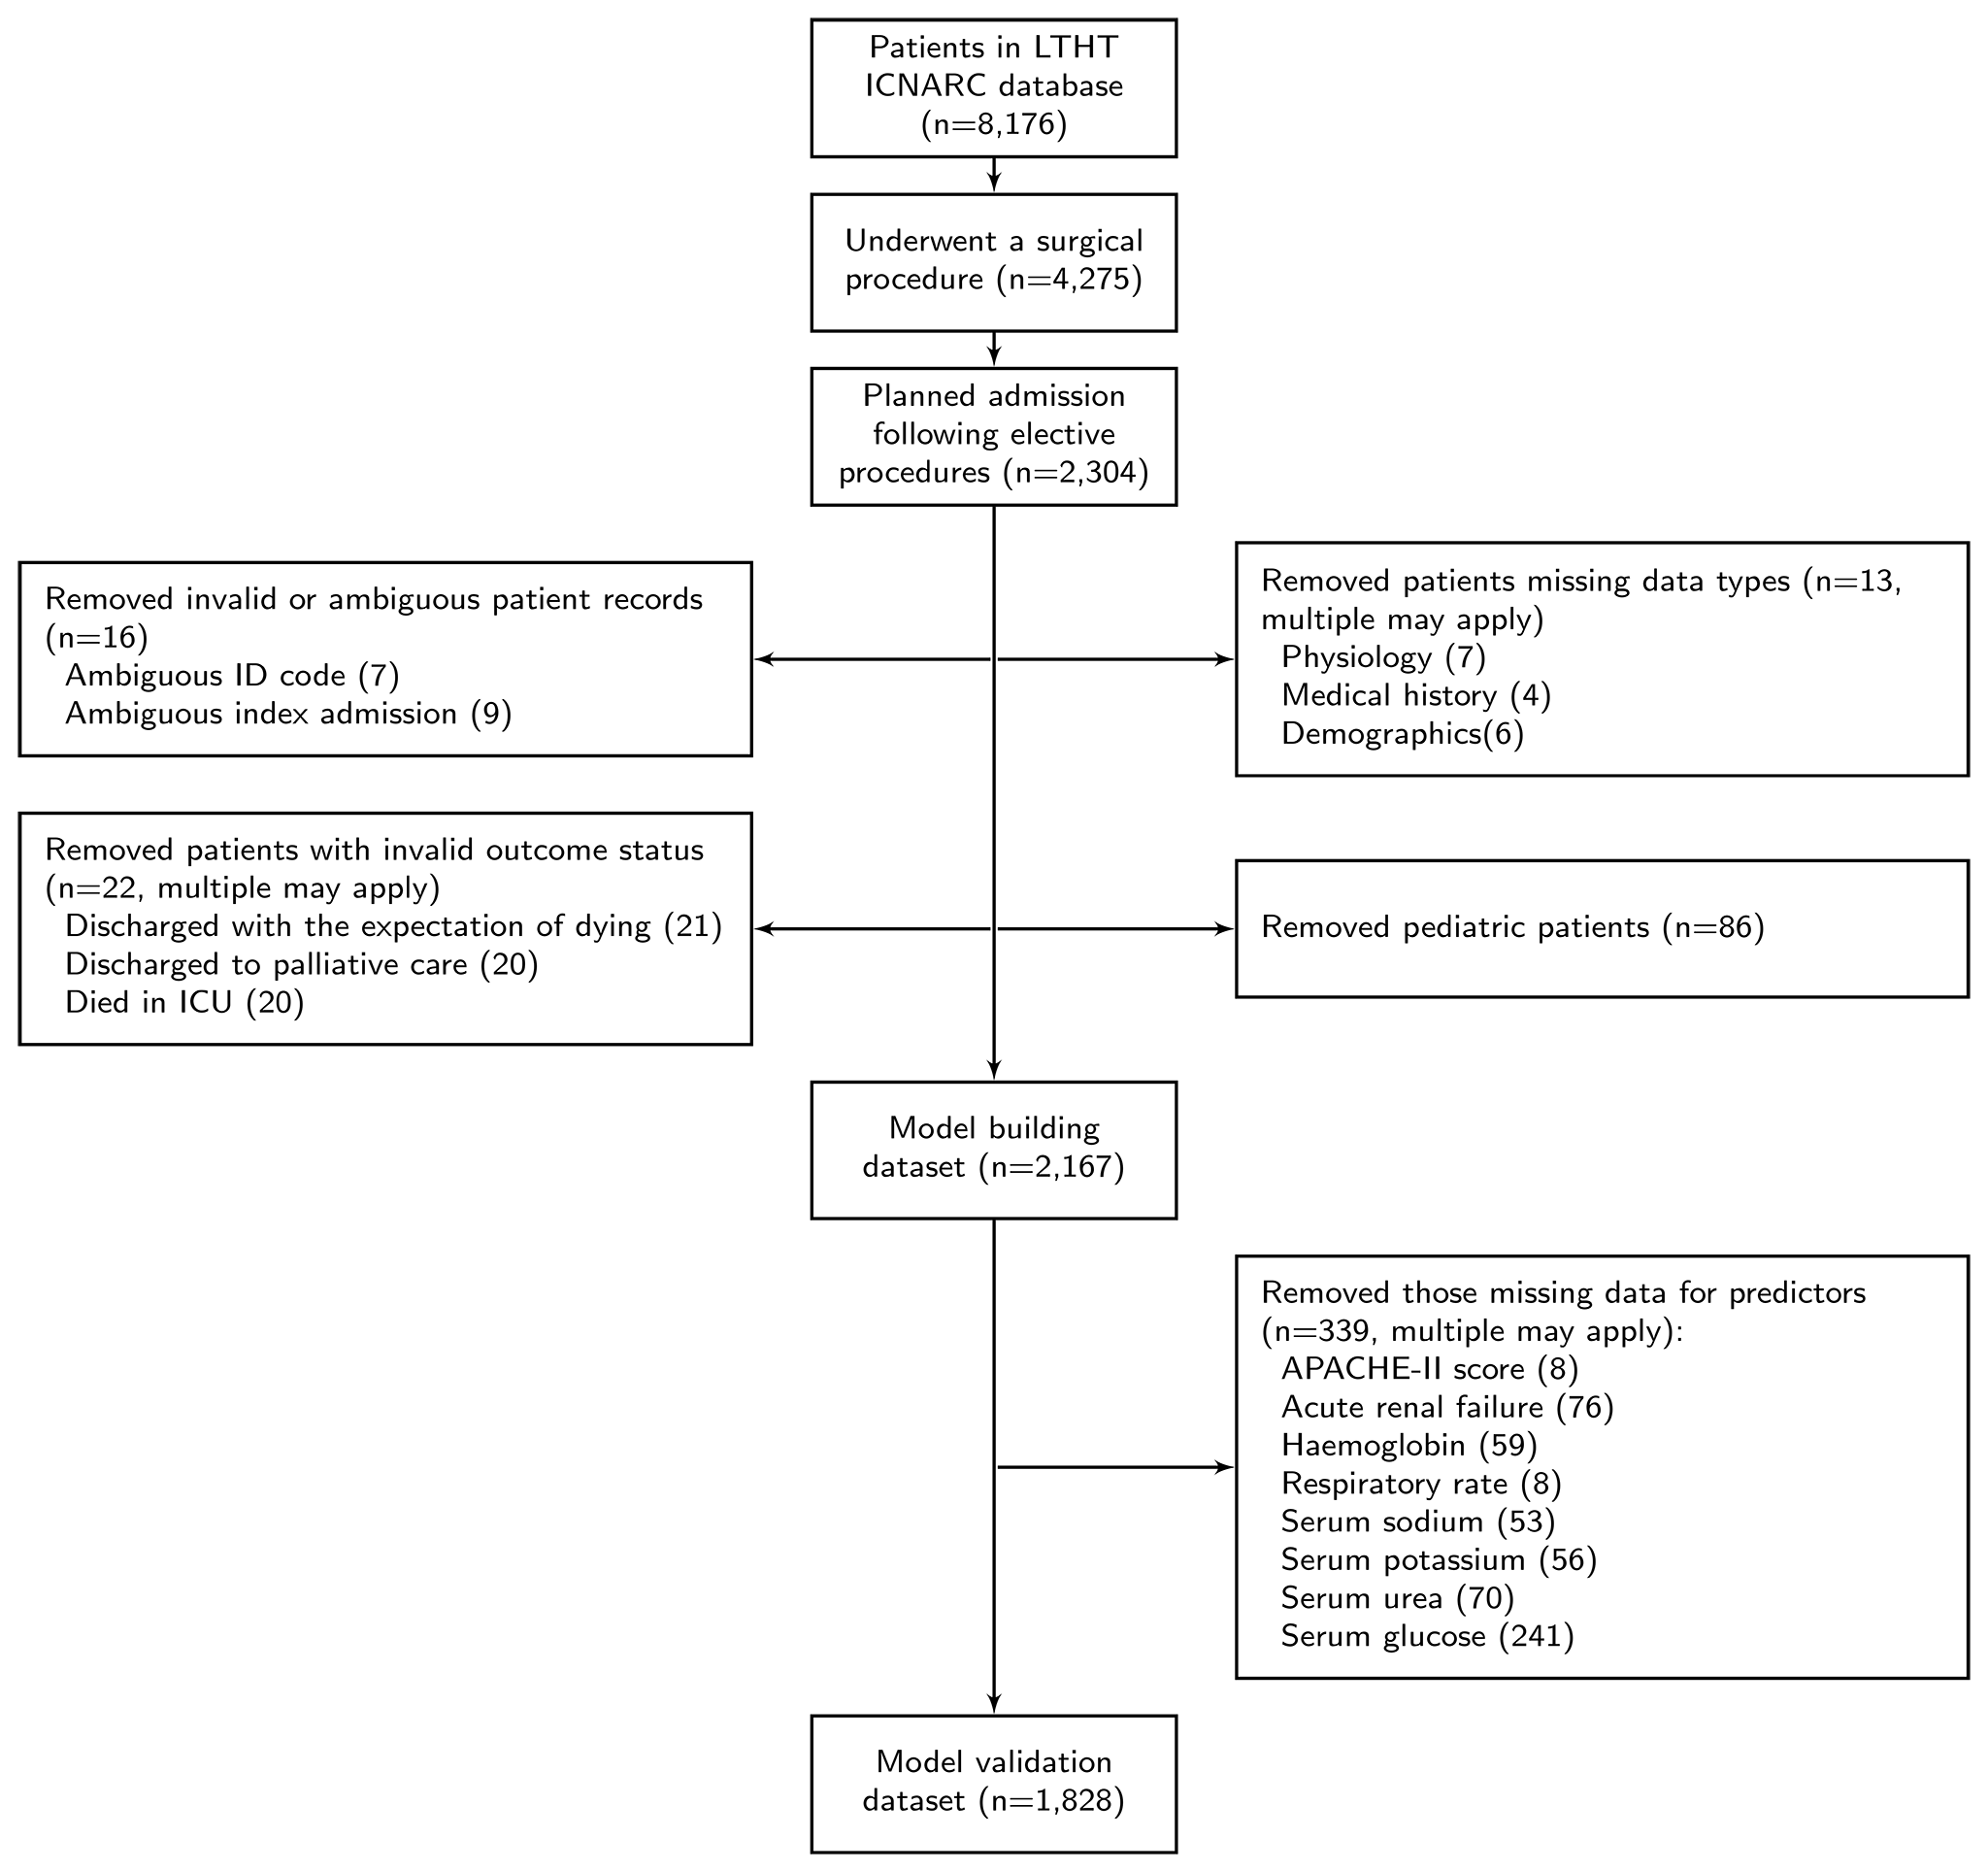 Patients in LTHT
ICNARC database
(n=8,176)
Underwent a surgical
procedure (n=4,275)
Planned admission
following elective
procedures (n=2,304)
Removed invalid or ambiguous patient records
(n=16)
Ambiguous ID code (7)
Ambiguous index admission (9)
Removed patients missing data types (n=13,
multiple may apply)
Physiology (7)
Medical history (4)
Demographics(6)
Removed patients with invalid outcome status
(n=22, multiple may apply)
Discharged with the expectation of dying (21)
Discharged to palliative care (20)
Died in ICU (20)
Removed pediatric patients (n=86)
Model building
dataset (n=2,167)
Removed those missing data for predictors
(n=339, multiple may apply):
APACHE-II score (8)
Acute renal failure (76)
Haemoglobin (59)
Respiratory rate (8)
Serum sodium (53)
Serum potassium (56)
Serum urea (70)
Serum glucose (241)
Model validation
dataset (n=1,828)